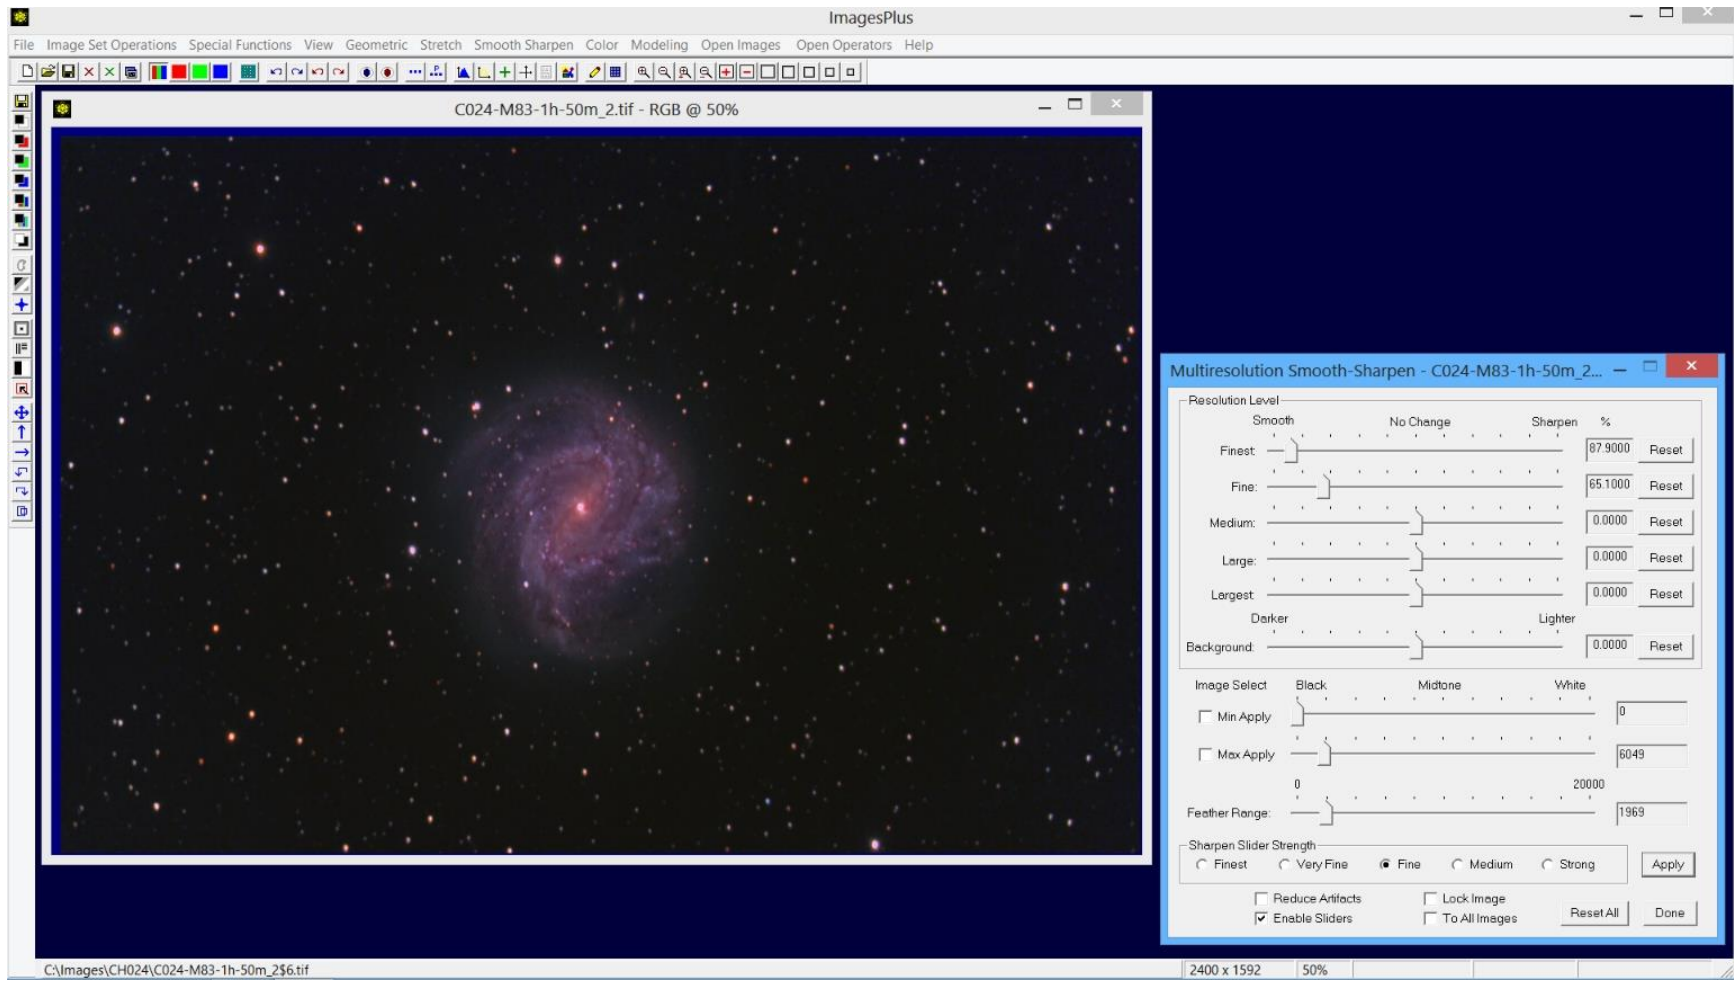 ImagesPlus
File Image Set Operations Special Functions View Geometric Stretch Smooth Sharpen Color Modeling Open Images Open Operators Help
C024-M83-1h-50m_2.tif - RGB @ 50%
Multiresolution Smooth-Sharpen - C024-M83-1h-50m_2...
Resolution Level
Smooth No Change Sharpen %
Finest: 87.9000 Reset
Fine: 65.1000 Reset
Medium: 0.0000 Reset
Large: 0.0000 Reset
Largest: 0.0000 Reset
Darker Lighter
Background: 0.0000 Reset
Image Select Black Midtone White
Min Apply 0
Max Apply 6049
0 20000
Feather Range: 1969
Sharpen Slider Strength
Finest Very Fine Fine Medium Strong Apply
Reduce Artifacts Lock Image
Enable Sliders To All Images Reset All Done
C:\Images\CH024\C024-M83-1h-50m_2$6.tif 2400 x 1592 50%